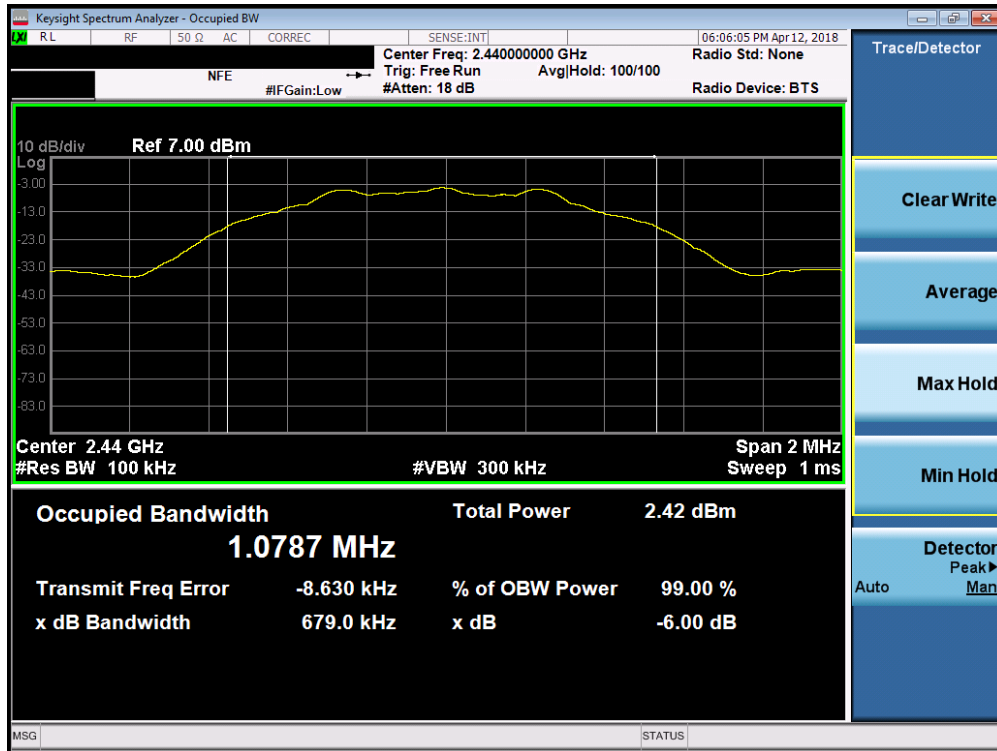 Keysight Spectrum Analyzer - Occupied BW
LXI RL RF 50 Ω AC CORREC SENSE:INT 06:06:05 PM Apr 12, 2018
Center Freq: 2.440000000 GHz Radio Std: None
NFE Trig: Free Run Avg|Hold: 100/100
#IFGain:Low #Atten: 18 dB Radio Device: BTS
Trace/Detector
10 dB/div Ref 7.00 dBm
Log
-3.00
-13.0
-23.0
-33.0
-43.0
-53.0
-63.0
-73.0
-83.0
Center 2.44 GHz Span 2 MHz
#Res BW 100 kHz #VBW 300 kHz Sweep 1 ms
Occupied Bandwidth Total Power 2.42 dBm
1.0787 MHz
Transmit Freq Error -8.630 kHz % of OBW Power 99.00 %
x dB Bandwidth 679.0 kHz x dB -6.00 dB
Clear Write
Average
Max Hold
Min Hold
Detector
Peak▶
Auto Man
MSG STATUS